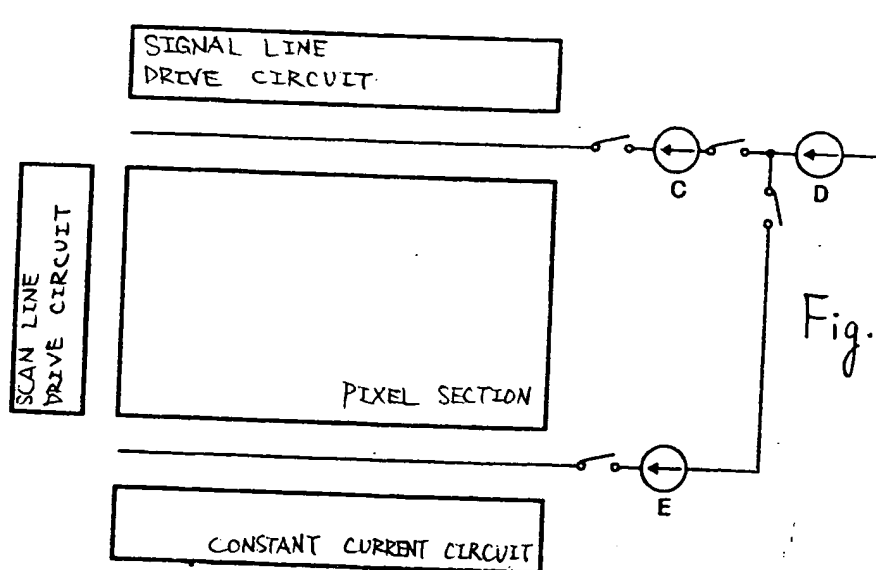 SIGNAL LINE
DRIVE CIRCUIT
C
D
SCAN LINE
DRIVE CIRCUIT
Fig.
PIXEL SECTION
E
CONSTANT CURRENT CIRCUIT